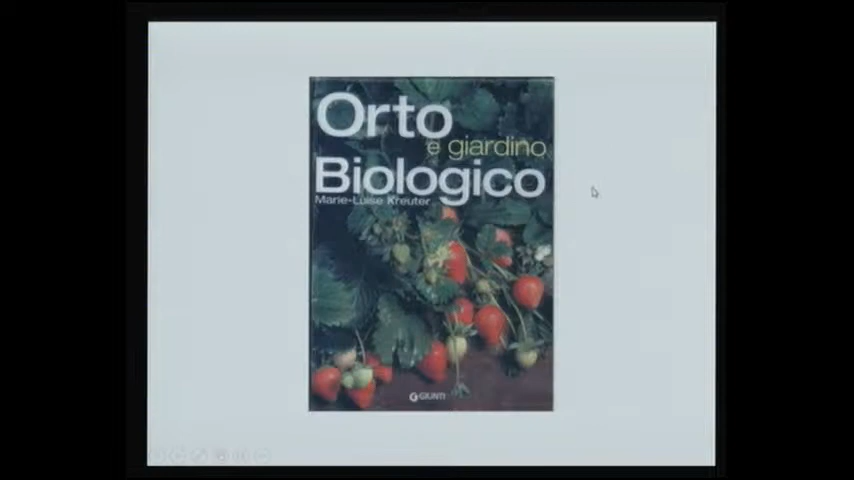 Orto
e giardino
Biologico
Marie-Luise Kreuter
GIUNTI